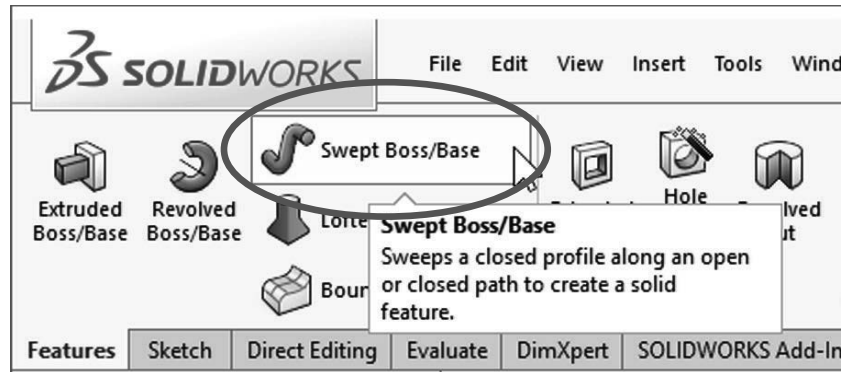 SOLIDWORKS
File Edit View Insert Tools
Swept Boss/Base
Extruded
Boss/Base
Revolved
Boss/Base
Hole
Swept Boss/Base
Sweeps a closed profile along an open
or closed path to create a solid
feature.
Features Sketch Direct Editing Evaluate DimXpert SOLIDWORKS